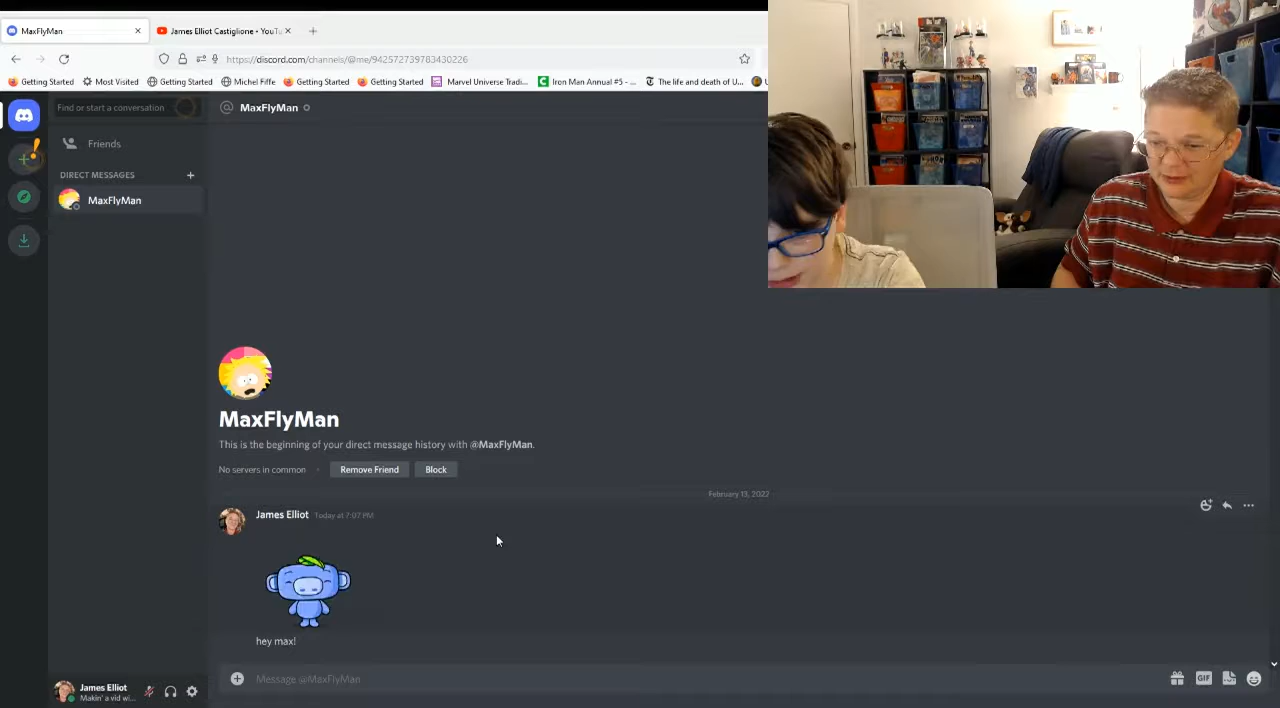 MaxFlyMan
James Elliot Castiglione - YouTu
https://discord.com/channels/@me/942372739783430226
Getting Started
Most Visited
Getting Started
Michel Fiffe
Getting Started
Getting Started
Marvel Universe Tradi...
Iron Man Annual #5 - ...
The life and death of U...
Find or start a conversation
MaxFlyMan
Friends
DIRECT MESSAGES
MaxFlyMan
MaxFlyMan
This is the beginning of your direct message history with @MaxFlyMan.
No servers in common
Remove Friend
Block
February 13, 2022
James Elliot Today at 7:07 PM
hey max!
Message @MaxFlyMan
GIF
James Elliot
Makin' a vid wi...